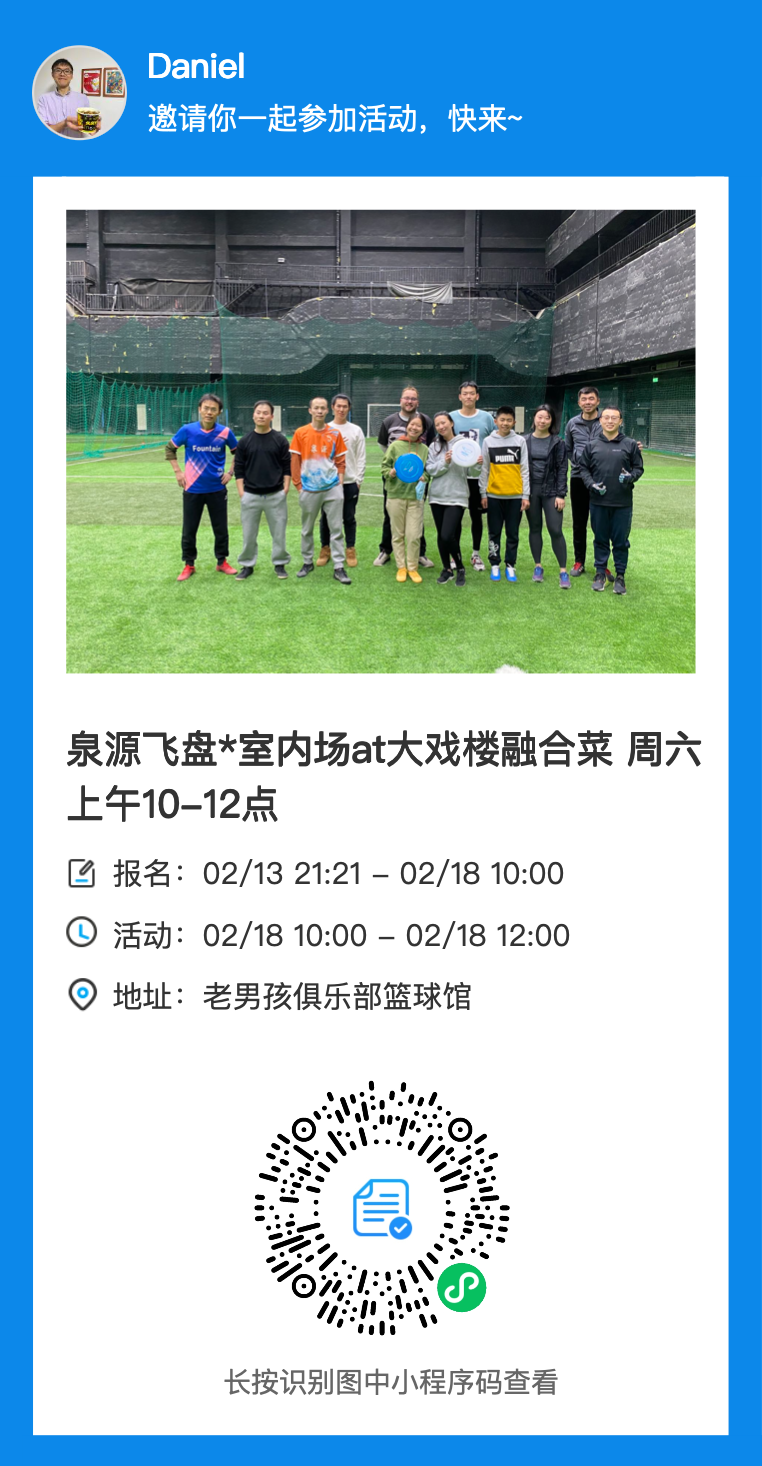 Daniel
邀请你一起参加活动，快来~
Fountain
PUMA
泉源飞盘*室内场at大戏楼融合菜 周六
上午10-12点
报名：02/13 21:21 - 02/18 10:00
活动：02/18 10:00 - 02/18 12:00
地址：老男孩俱乐部篮球馆
长按识别图中小程序码查看